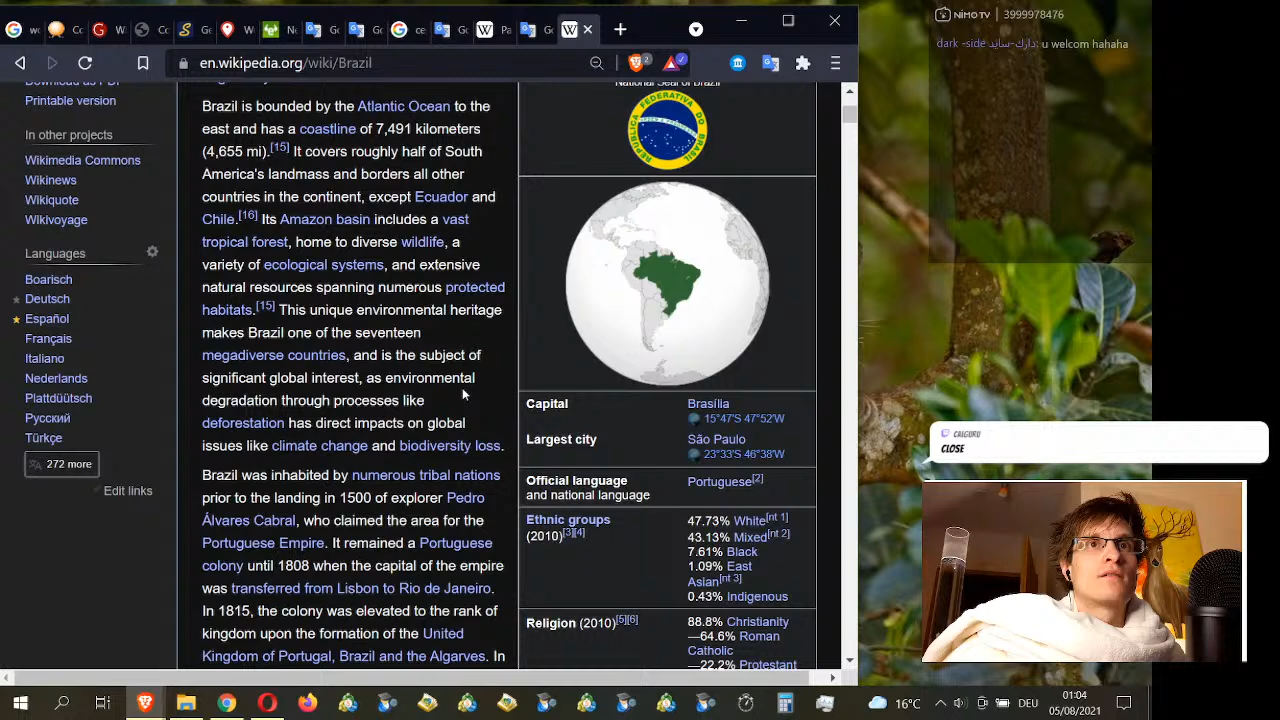 en.wikipedia.org/wiki/Brazil
Printable version
In other projects
Wikimedia Commons
Wikinews
Wikiquote
Wikivoyage
Languages
Boarisch
Deutsch
Español
Français
Italiano
Nederlands
Plattdüütsch
Русский
Türkçe
272 more
Edit links
Brazil is bounded by the Atlantic Ocean to the
east and has a coastline of 7,491 kilometers
(4,655 mi).[15] It covers roughly half of South
America's landmass and borders all other
countries in the continent, except Ecuador and
Chile.[16] Its Amazon basin includes a vast
tropical forest, home to diverse wildlife, a
variety of ecological systems, and extensive
natural resources spanning numerous protected
habitats.[15] This unique environmental heritage
makes Brazil one of the seventeen
megadiverse countries, and is the subject of
significant global interest, as environmental
degradation through processes like
deforestation has direct impacts on global
issues like climate change and biodiversity loss.
Brazil was inhabited by numerous tribal nations
prior to the landing in 1500 of explorer Pedro
Álvares Cabral, who claimed the area for the
Portuguese Empire. It remained a Portuguese
colony until 1808 when the capital of the empire
was transferred from Lisbon to Rio de Janeiro.
In 1815, the colony was elevated to the rank of
kingdom upon the formation of the United
Kingdom of Portugal, Brazil and the Algarves. In
National Seal of Brazil
REPUBLICA FEDERATIVA DO BRASIL
Capital Brasília
15°47′S 47°52′W
Largest city São Paulo
23°33′S 46°38′W
Official language Portuguese[2]
and national language
Ethnic groups 47.73% White[nt 1]
(2010)[3][4] 43.13% Mixed[nt 2]
7.61% Black
1.09% East
Asian[nt 3]
0.43% Indigenous
Religion (2010)[5][6] 88.8% Christianity
—64.6% Roman
Catholic
—22.2% Protestant
NIMO TV 3999978476
dark -side دارك-سايد: u welcom hahaha
CAIGURU
CLOSE
16°C
DEU
01:04
05/08/2021